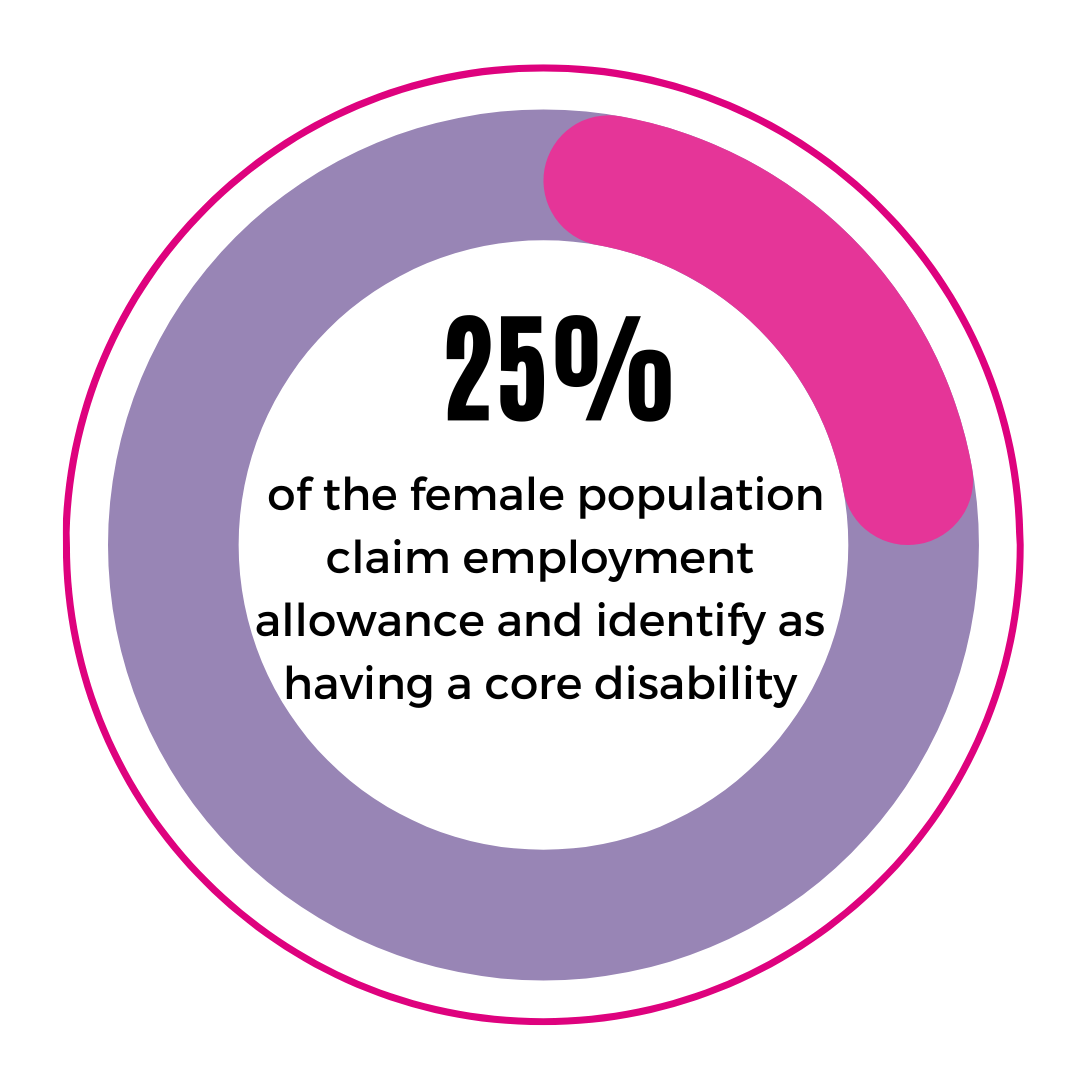 25%
of the female population
claim employment
allowance and identify as
having a core disability